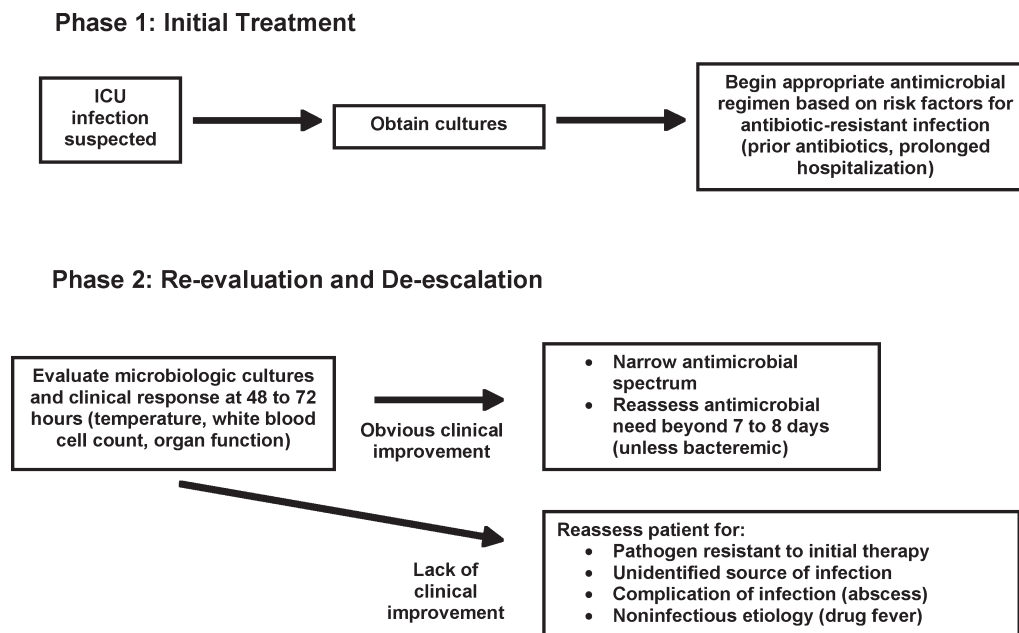 Phase 1: Initial Treatment
ICU
infection
suspected
Obtain cultures
Begin appropriate antimicrobial
regimen based on risk factors for
antibiotic-resistant infection
(prior antibiotics, prolonged
hospitalization)
Phase 2: Re-evaluation and De-escalation
Evaluate microbiologic cultures
and clinical response at 48 to 72
hours (temperature, white blood
cell count, organ function)
Obvious clinical
improvement
• Narrow antimicrobial
spectrum
• Reassess antimicrobial
need beyond 7 to 8 days
(unless bacteremic)
Lack of
clinical
improvement
Reassess patient for:
• Pathogen resistant to initial therapy
• Unidentified source of infection
• Complication of infection (abscess)
• Noninfectious etiology (drug fever)